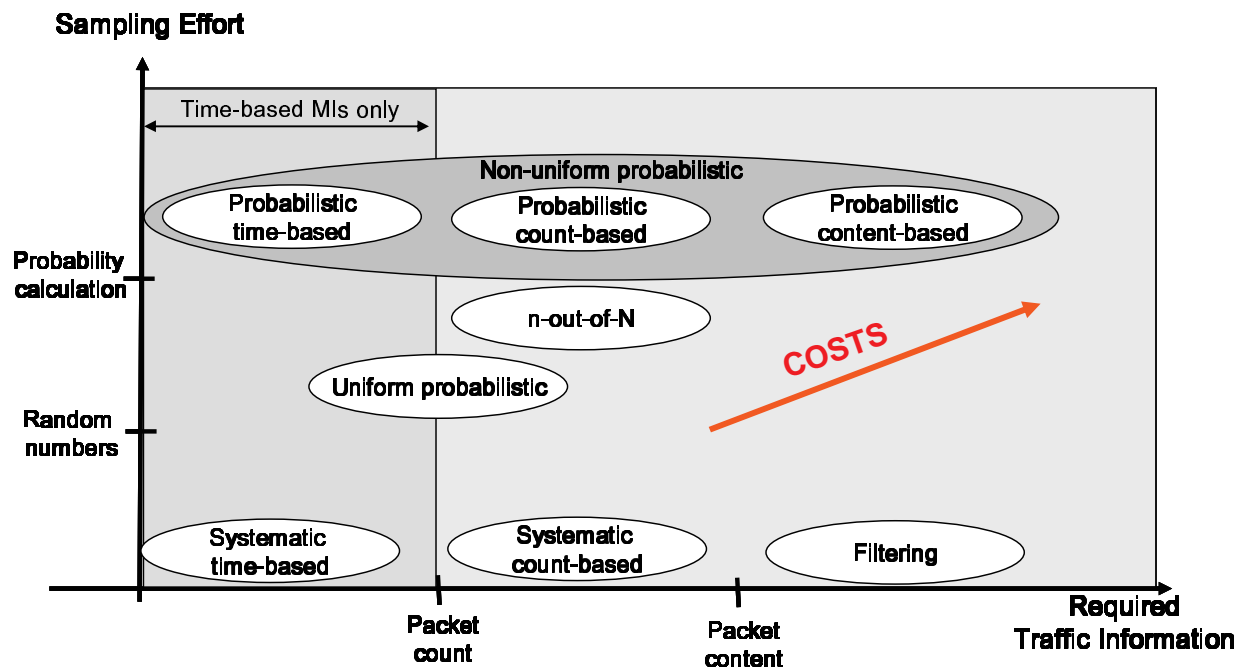 Sampling Effort
Time-based MIs only
Non-uniform probabilistic
Probabilistic
time-based
Probabilistic
count-based
Probabilistic
content-based
Probability
calculation
n-out-of-N
COSTS
Uniform probabilistic
Random
numbers
Systematic
time-based
Systematic
count-based
Filtering
Required
Traffic Information
Packet
count
Packet
content